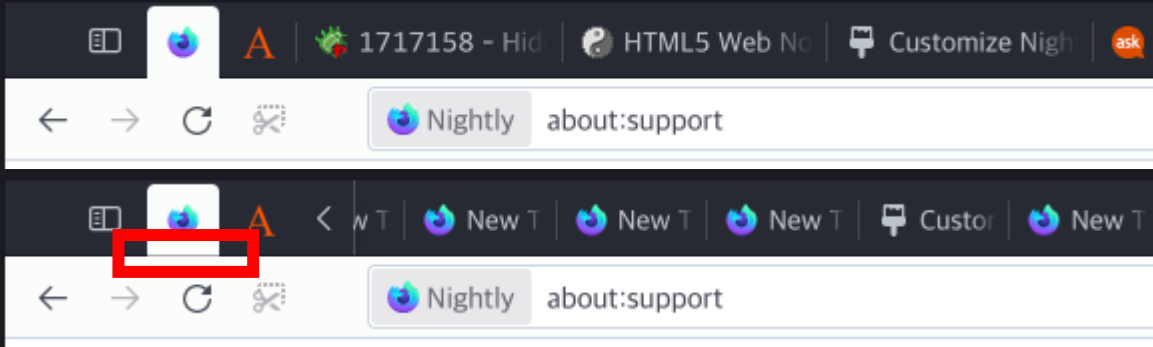 A 1717158 - Hid HTML5 Web No Customize Nigh ask
Nightly about:support
A w T New T New T New T Custor New T
Nightly about:support